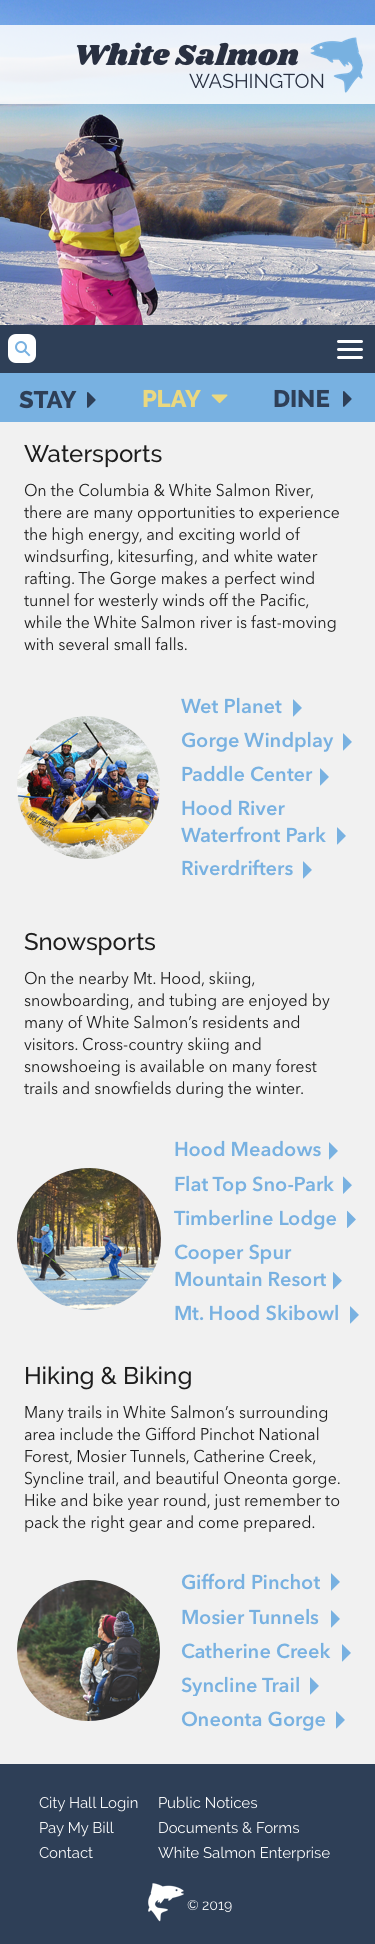 White Salmon
WASHINGTON
STAY PLAY DINE
Watersports
On the Columbia & White Salmon River,
there are many opportunities to experience
the high energy, and exciting world of
windsurfing, kitesurfing, and white water
rafting. The Gorge makes a perfect wind
tunnel for westerly winds off the Pacific,
while the White Salmon river is fast-moving
with several small falls.
Wet Planet
Gorge Windplay
Paddle Center
Hood River
Waterfront Park
Riverdrifters
Wet Planet
Snowsports
On the nearby Mt. Hood, skiing,
snowboarding, and tubing are enjoyed by
many of White Salmon’s residents and
visitors. Cross-country skiing and
snowshoeing is available on many forest
trails and snowfields during the winter.
Hood Meadows
Flat Top Sno-Park
Timberline Lodge
Cooper Spur
Mountain Resort
Mt. Hood Skibowl
Hiking & Biking
Many trails in White Salmon’s surrounding
area include the Gifford Pinchot National
Forest, Mosier Tunnels, Catherine Creek,
Syncline trail, and beautiful Oneonta gorge.
Hike and bike year round, just remember to
pack the right gear and come prepared.
Gifford Pinchot
Mosier Tunnels
Catherine Creek
Syncline Trail
Oneonta Gorge
City Hall Login Public Notices
Pay My Bill Documents & Forms
Contact White Salmon Enterprise
© 2019